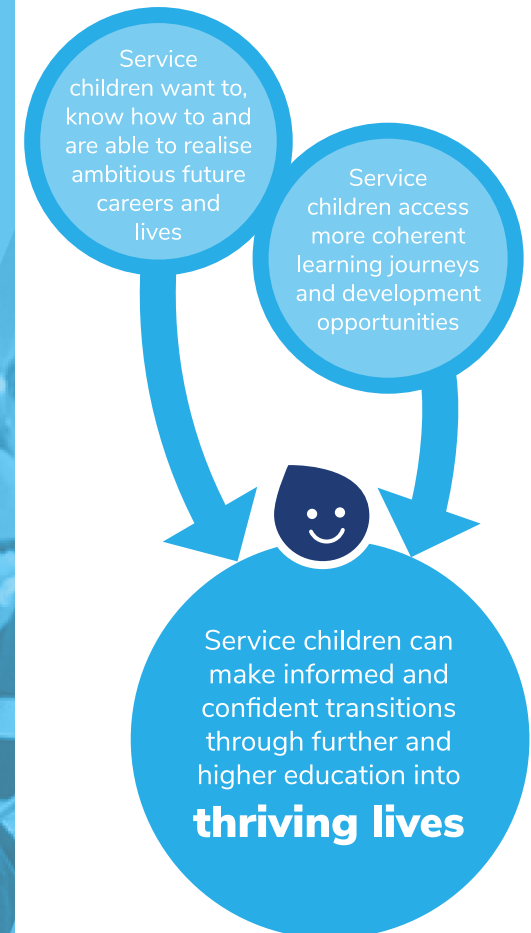 Service
children want to,
know how to and
are able to realise
ambitious future
careers and
lives
Service
children access
more coherent
learning journeys
and development
opportunities
Service children can
make informed and
confident transitions
through further and
higher education into
thriving lives